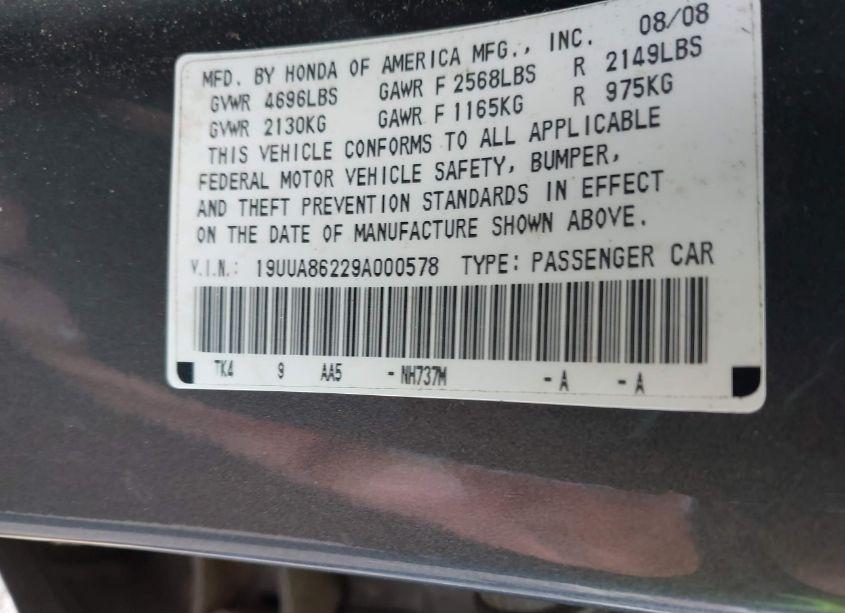 MFD. BY HONDA OF AMERICA MFG., INC. 08/08
GVWR 4696LBS GAWR F 2568LBS R 2149LBS
GVWR 2130KG GAWR F 1165KG R 975KG
THIS VEHICLE CONFORMS TO ALL APPLICABLE
FEDERAL MOTOR VEHICLE SAFETY, BUMPER,
AND THEFT PREVENTION STANDARDS IN EFFECT
ON THE DATE OF MANUFACTURE SHOWN ABOVE.
V.I.N.: 19UUA86229A000578 TYPE: PASSENGER CAR
TK4 9 AA5 - NH737M - A - A